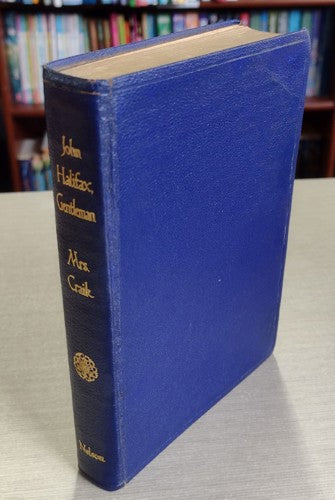 John
Halifax,
Gentleman
Mrs.
Craik
Nelson